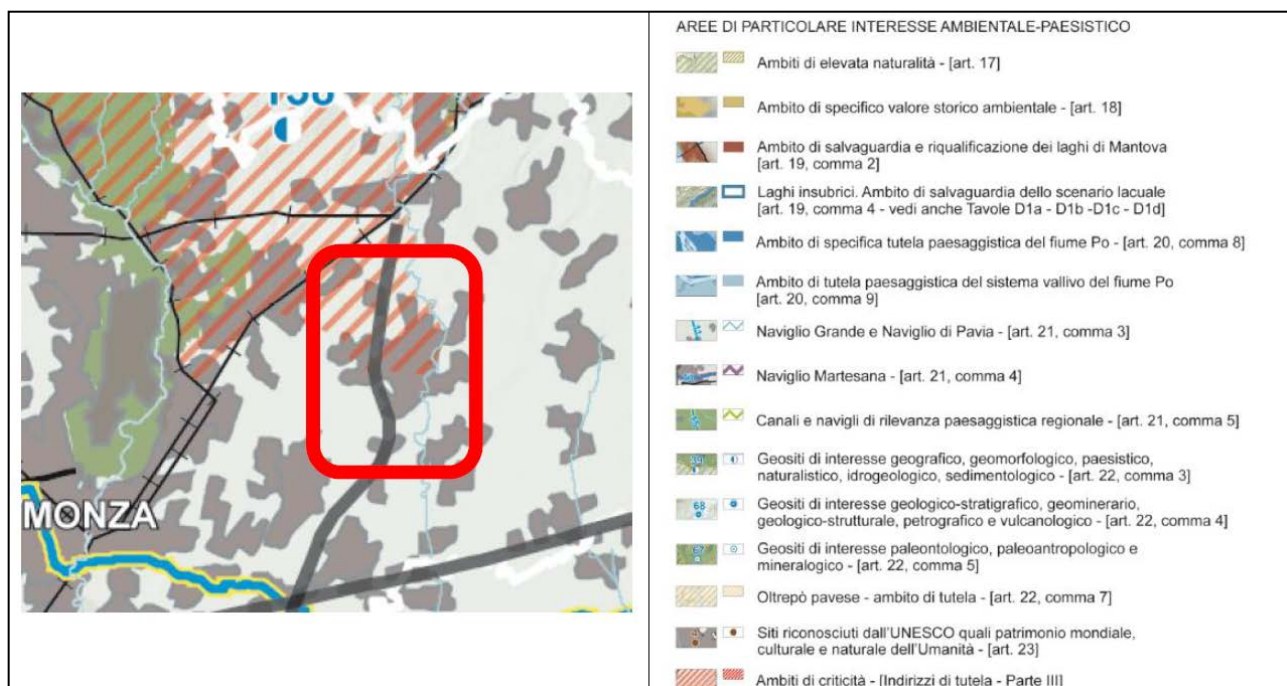 150
MONZA
AREE DI PARTICOLARE INTERESSE AMBIENTALE-PAESISTICO
Ambiti di elevata naturalità - [art. 17]
Ambito di specifico valore storico ambientale - [art. 18]
Ambito di salvaguardia e riqualificazione dei laghi di Mantova
[art. 19, comma 2]
Laghi insubrici. Ambito di salvaguardia dello scenario lacuale
[art. 19, comma 4 - vedi anche Tavole D1a - D1b -D1c - D1d]
Ambito di specifica tutela paesaggistica del fiume Po - [art. 20, comma 8]
Ambito di tutela paesaggistica del sistema vallivo del fiume Po
[art. 20, comma 9]
Naviglio Grande e Naviglio di Pavia - [art. 21, comma 3]
Naviglio Martesana - [art. 21, comma 4]
Canali e navigli di rilevanza paesaggistica regionale - [art. 21, comma 5]
Geositi di interesse geografico, geomorfologico, paesistico,
naturalistico, idrogeologico, sedimentologico - [art. 22, comma 3]
68
Geositi di interesse geologico-stratigrafico, geominerario,
geologico-strutturale, petrografico e vulcanologico - [art. 22, comma 4]
Geositi di interesse paleontologico, paleoantropologico e
mineralogico - [art. 22, comma 5]
Oltrepò pavese - ambito di tutela - [art. 22, comma 7]
Siti riconosciuti dall'UNESCO quali patrimonio mondiale,
culturale e naturale dell'Umanità - [art. 23]
Ambiti di criticità - [Indirizzi di tutela - Parte III]